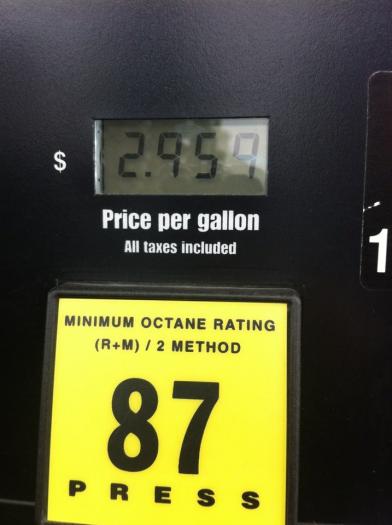 $ 2.959
Price per gallon
All taxes included
1
MINIMUM OCTANE RATING
(R+M) / 2 METHOD
87
PRESS